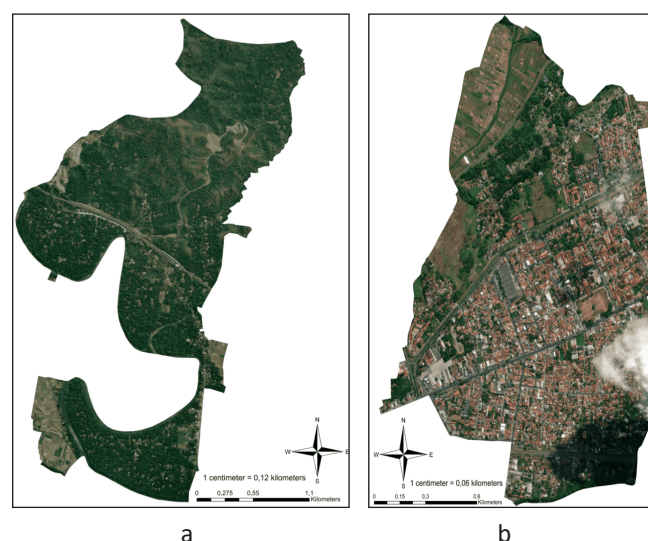 N
W E
S
1 centimeter = 0,12 kilometers
0 0,275 0,55 1,1
Kilometers
a
N
W E
S
1 centimeter = 0,06 kilometers
0 0,15 0,3 0,6
Kilometers
b